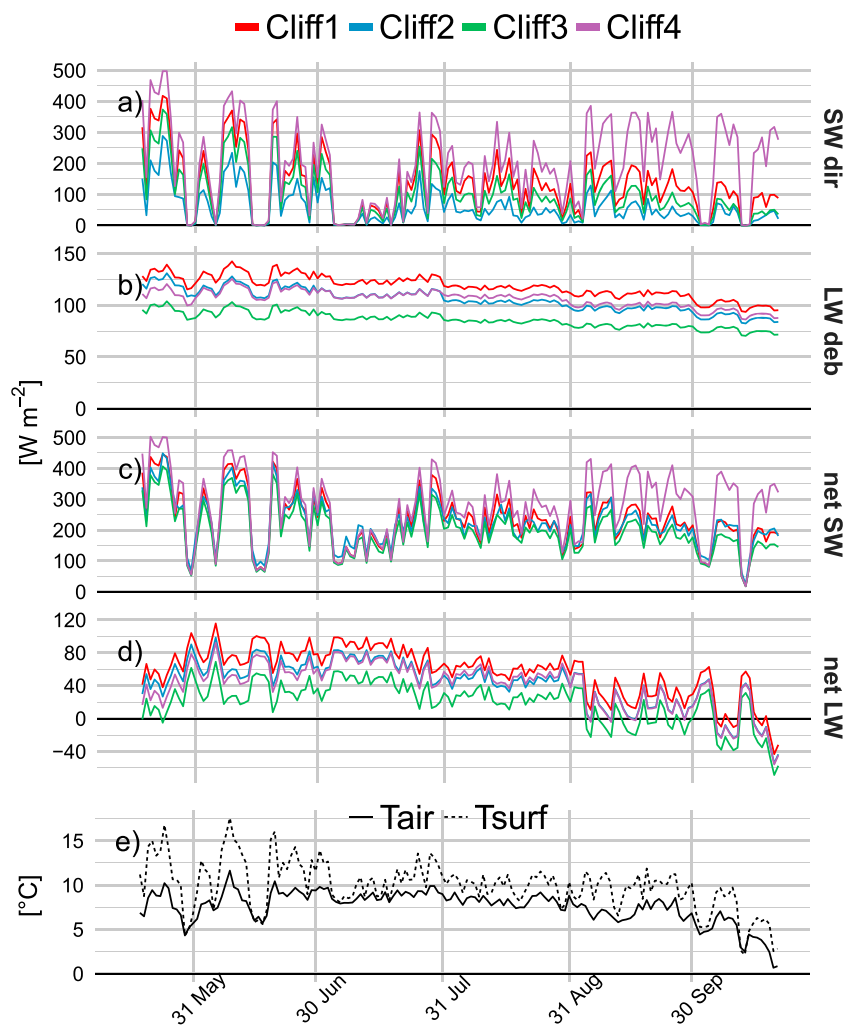 Cliff1 Cliff2 Cliff3 Cliff4
500
400
300
200
100
0
a)
SW dir
150
100
50
0
b)
LW deb
[W m−2]
500
400
300
200
100
0
c)
net SW
120
80
40
0
−40
d)
net LW
Tair Tsurf
15
10
5
0
e)
[°C]
31 May 30 Jun 31 Jul 31 Aug 30 Sep